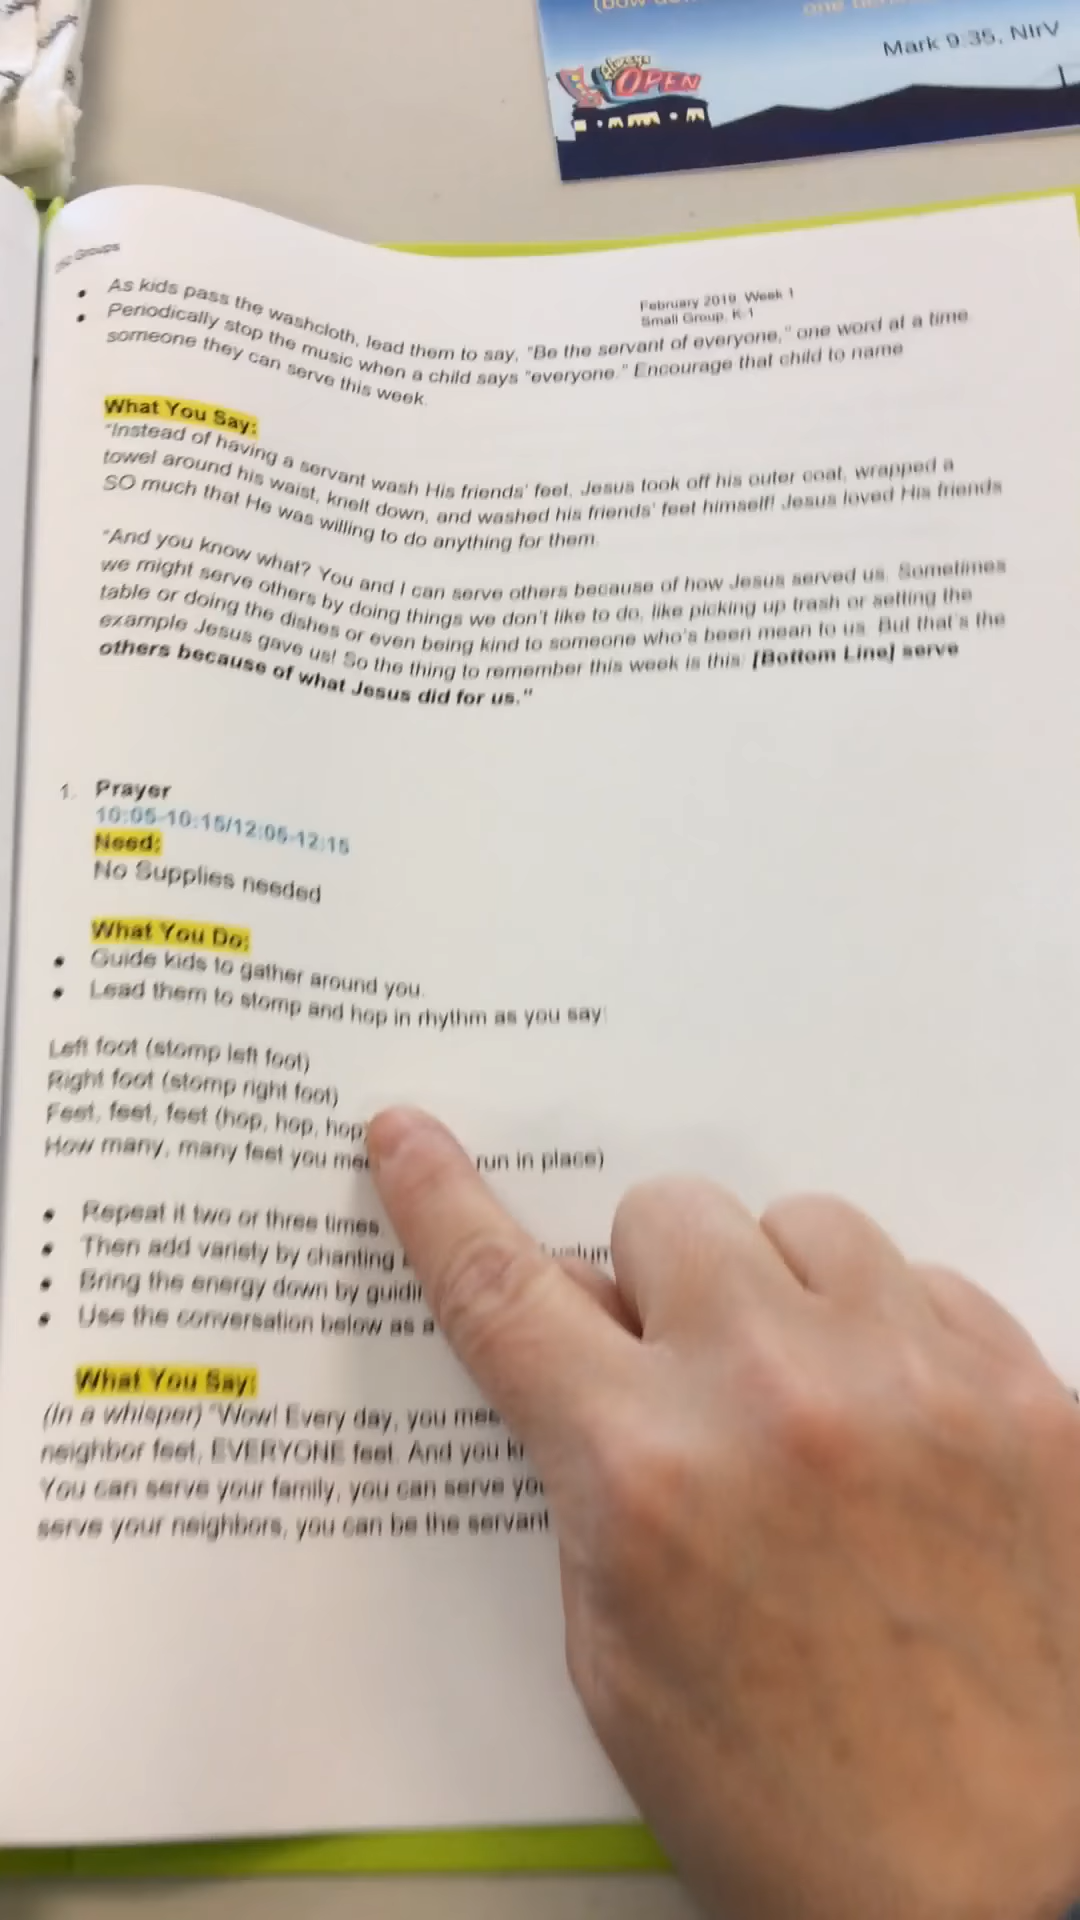 Mark 9:35, NIrV
Always
OPEN
Groups
February 2019, Week 1
Small Group, K-1
As kids pass the washcloth, lead them to say, "Be the servant of everyone," one word at a time.
Periodically stop the music when a child says "everyone." Encourage that child to name
someone they can serve this week.
What You Say:
"Instead of having a servant wash His friends' feet, Jesus took off his outer coat, wrapped a
towel around his waist, knelt down, and washed his friends' feet himself! Jesus loved His friends
SO much that He was willing to do anything for them.
"And you know what? You and I can serve others because of how Jesus served us. Sometimes
we might serve others by doing things we don't like to do, like picking up trash or setting the
table or doing the dishes or even being kind to someone who's been mean to us. But that's the
example Jesus gave us! So the thing to remember this week is this: [Bottom Line] serve
others because of what Jesus did for us."
1. Prayer
10:05-10:15/12:05-12:15
Need:
No Supplies needed
What You Do:
Guide kids to gather around you.
Lead them to stomp and hop in rhythm as you say:
Left foot (stomp left foot)
Right foot (stomp right foot)
Feet, feet, feet (hop, hop, hop)
How many, many feet you run in place)
Repeat it two or three times.
Then add variety by chanting
Bring the energy down by
Use the conversation below as a
What You Say:
(In a whisper) "Wow! Every day, you
neighbor feet, EVERYONE feet. And you
You can serve your family, you can serve
serve your neighbors, you can be the servant